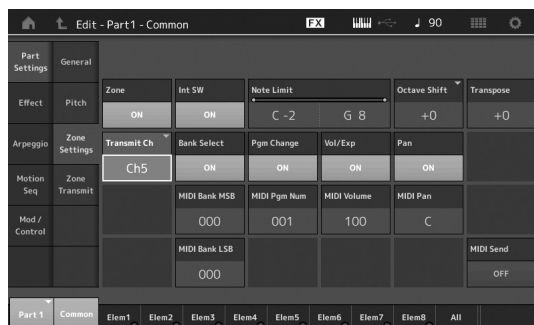 Edit - Part1 - Common
FX
90
Part Settings
General
Zone
ON
Int SW
ON
Note Limit
C -2
G 8
Octave Shift
+0
Transpose
+0
Effect
Pitch
Arpeggio
Zone Settings
Transmit Ch
Ch5
Bank Select
ON
Pgm Change
ON
Vol/Exp
ON
Pan
ON
Motion Seq
Zone Transmit
MIDI Bank MSB
000
MIDI Pgm Num
001
MIDI Volume
100
MIDI Pan
C
Mod / Control
MIDI Bank LSB
000
MIDI Send
OFF
Part 1
Common
Elem1
Elem2
Elem3
Elem4
Elem5
Elem6
Elem7
Elem8
All